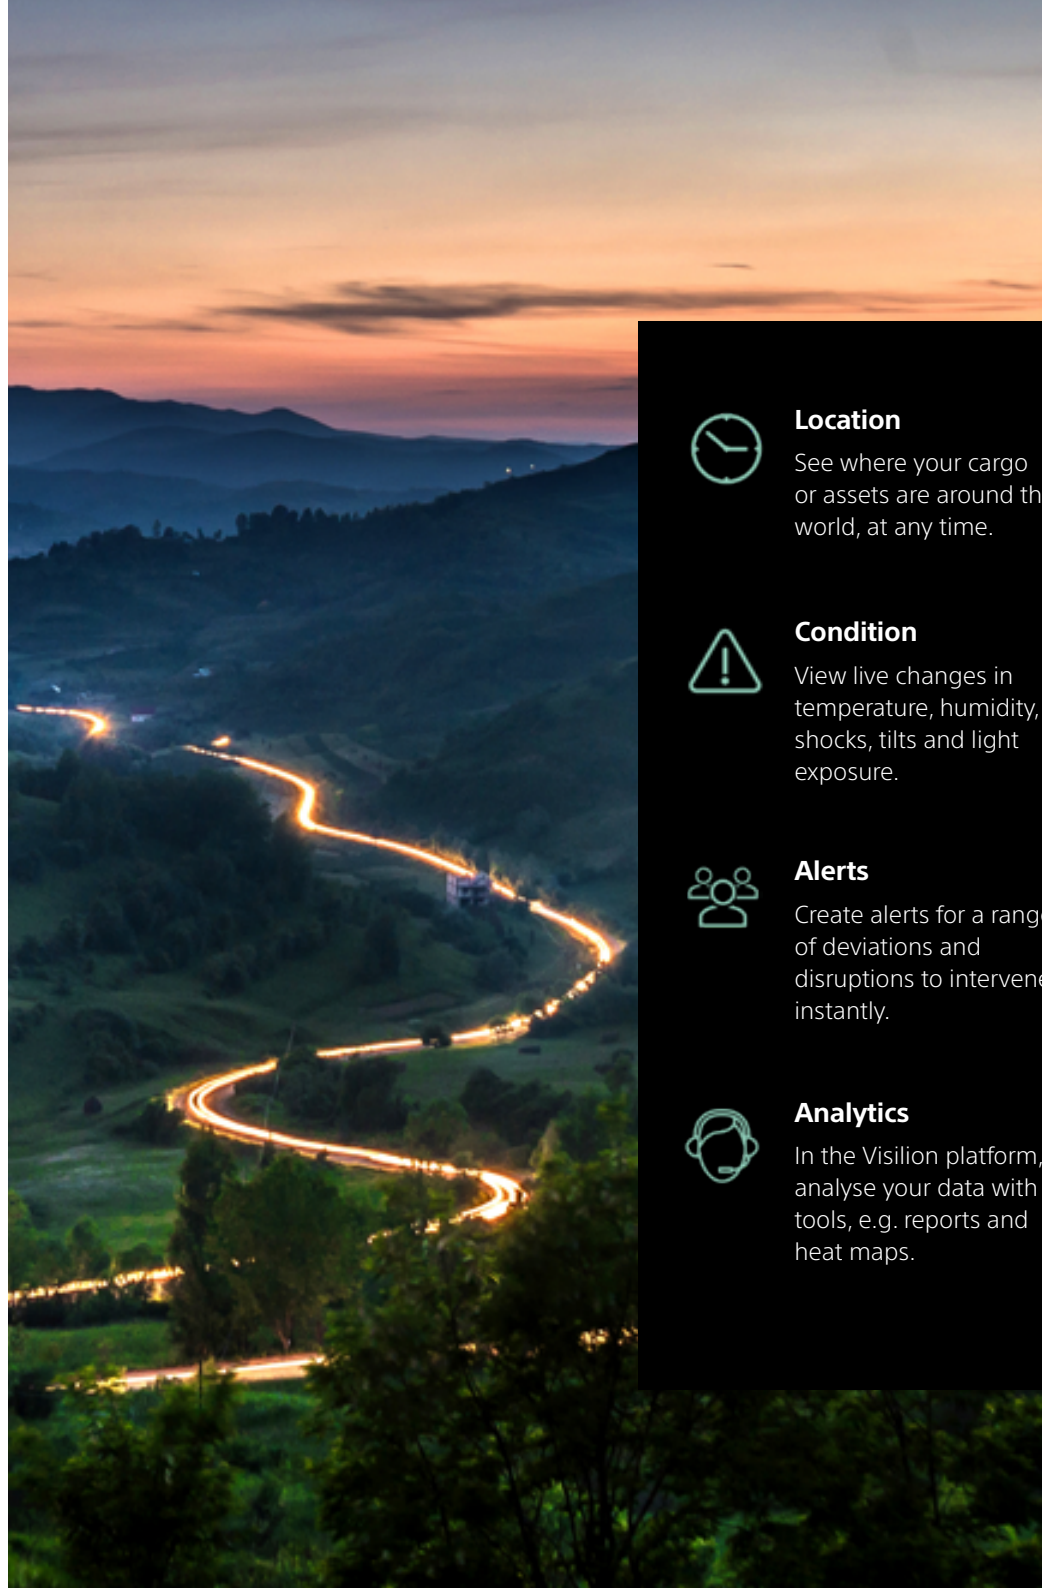 Location
See where your cargo
or assets are around th
world, at any time.
Condition
View live changes in
temperature, humidity,
shocks, tilts and light
exposure.
Alerts
Create alerts for a rang
of deviations and
disruptions to intervene
instantly.
Analytics
In the Visilion platform,
analyse your data with
tools, e.g. reports and
heat maps.